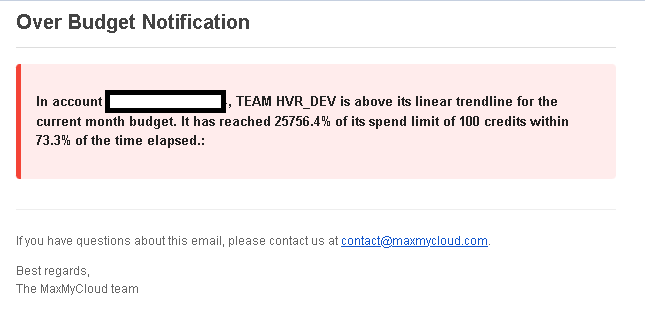 Over Budget Notification
In account , TEAM HVR_DEV is above its linear trendline for the
current month budget. It has reached 25756.4% of its spend limit of 100 credits within
73.3% of the time elapsed.:
If you have questions about this email, please contact us at contact@maxmycloud.com.
Best regards,
The MaxMyCloud team